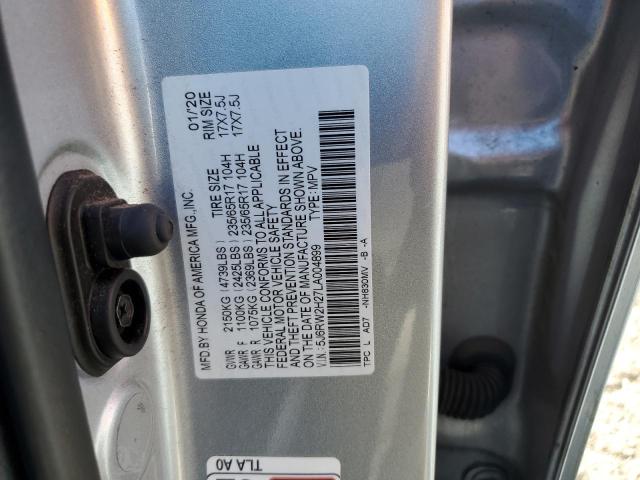 MFD.BY HONDA OF AMERICA MFG.,INC. 01/'20
TIRE SIZE RIM SIZE
GVWR 2150KG (4739LBS)
GAWR F 1100KG (2425LBS) 235/65R17 104H 17X7.5J
GAWR R 1075KG (2369LBS) 235/65R17 104H 17X7.5J
THIS VEHICLE CONFORMS TO ALL APPLICABLE
FEDERAL MOTOR VEHICLE SAFETY
AND THEFT PREVENTION STANDARDS IN EFFECT
ON THE DATE OF MANUFACTURE SHOWN ABOVE.
V.I.N.: 5J6RW2H27LA004899 TYPE: MPV
TPC L AD7 -NH830MV -B -A
TLA A0